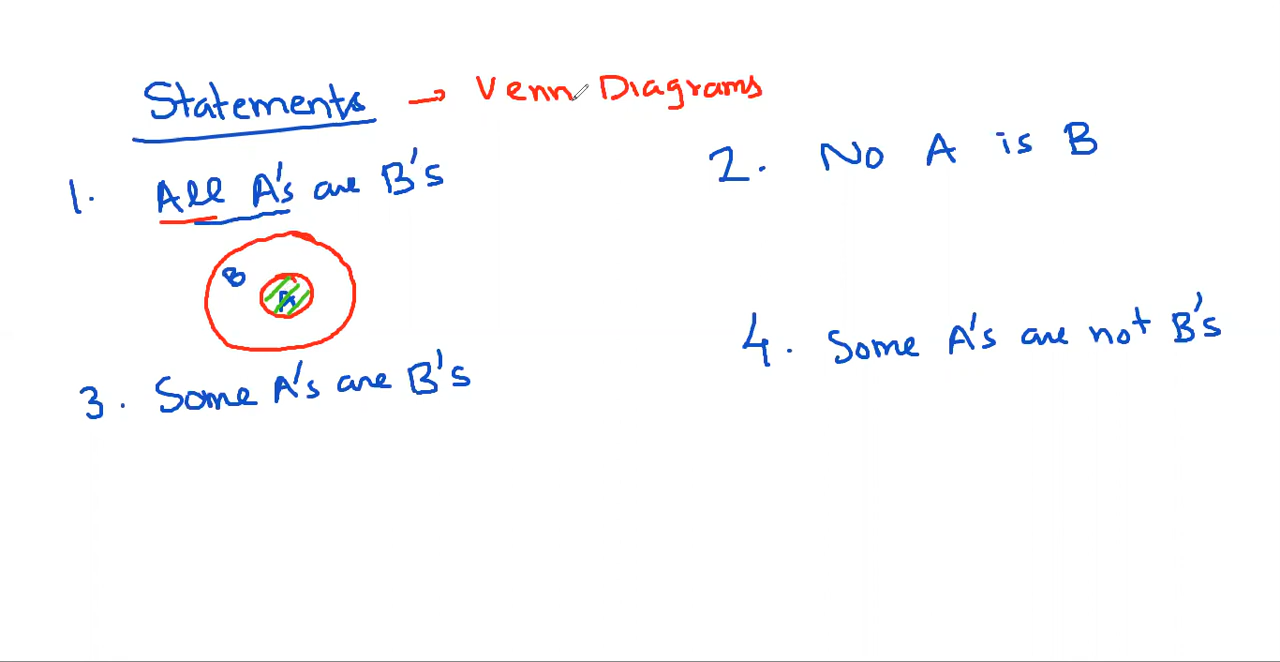 Statements → Venn Diagrams
1. All A's are B's
2. No A is B
B
A
3. Some A's are B's
4. Some A's are not B's